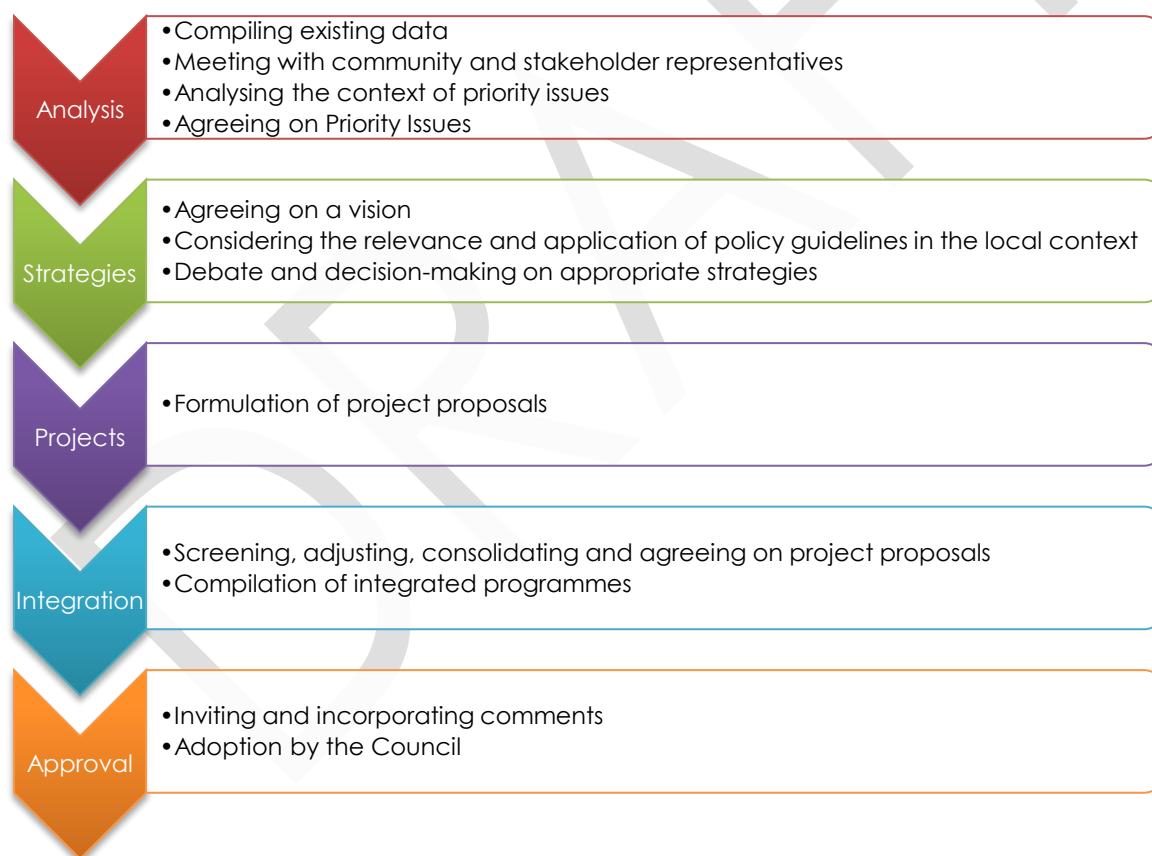 Analysis
•Compiling existing data
•Meeting with community and stakeholder representatives
•Analysing the context of priority issues
•Agreeing on Priority Issues
Strategies
•Agreeing on a vision
•Considering the relevance and application of policy guidelines in the local context
•Debate and decision-making on appropriate strategies
Projects
•Formulation of project proposals
Integration
•Screening, adjusting, consolidating and agreeing on project proposals
•Compilation of integrated programmes
Approval
•Inviting and incorporating comments
•Adoption by the Council
DRAF